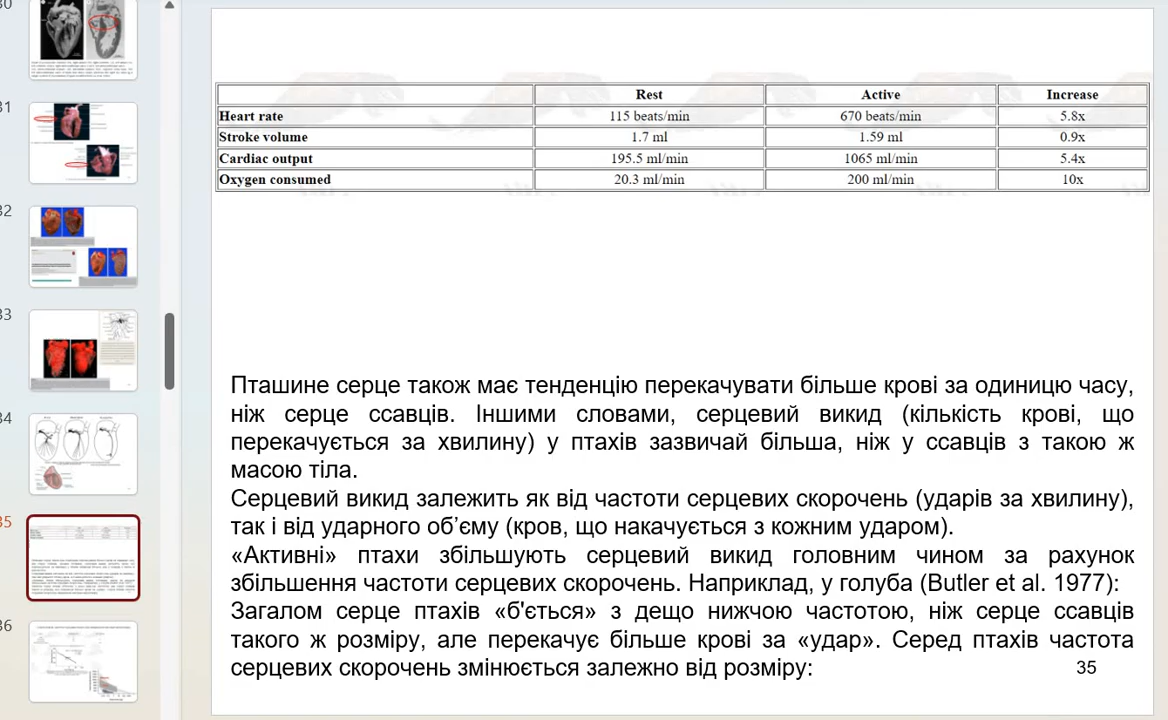 30
31
32
33
34
35
36
Rest Active Increase
Heart rate 115 beats/min 670 beats/min 5.8x
Stroke volume 1.7 ml 1.59 ml 0.9x
Cardiac output 195.5 ml/min 1065 ml/min 5.4x
Oxygen consumed 20.3 ml/min 200 ml/min 10x
Пташине серце також має тенденцію перекачувати більше крові за одиницю часу,
ніж серце ссавців. Іншими словами, серцевий викид (кількість крові, що
перекачується за хвилину) у птахів зазвичай більша, ніж у ссавців з такою ж
масою тіла.
Серцевий викид залежить як від частоти серцевих скорочень (ударів за хвилину),
так і від ударного об’єму (кров, що накачується з кожним ударом).
«Активні» птахи збільшують серцевий викид головним чином за рахунок
збільшення частоти серцевих скорочень. Наприклад, у голуба (Butler et al. 1977):
Загалом серце птахів «б'ється» з дещо нижчою частотою, ніж серце ссавців
такого ж розміру, але перекачує більше крові за «удар». Серед птахів частота
серцевих скорочень змінюється залежно від розміру:
35